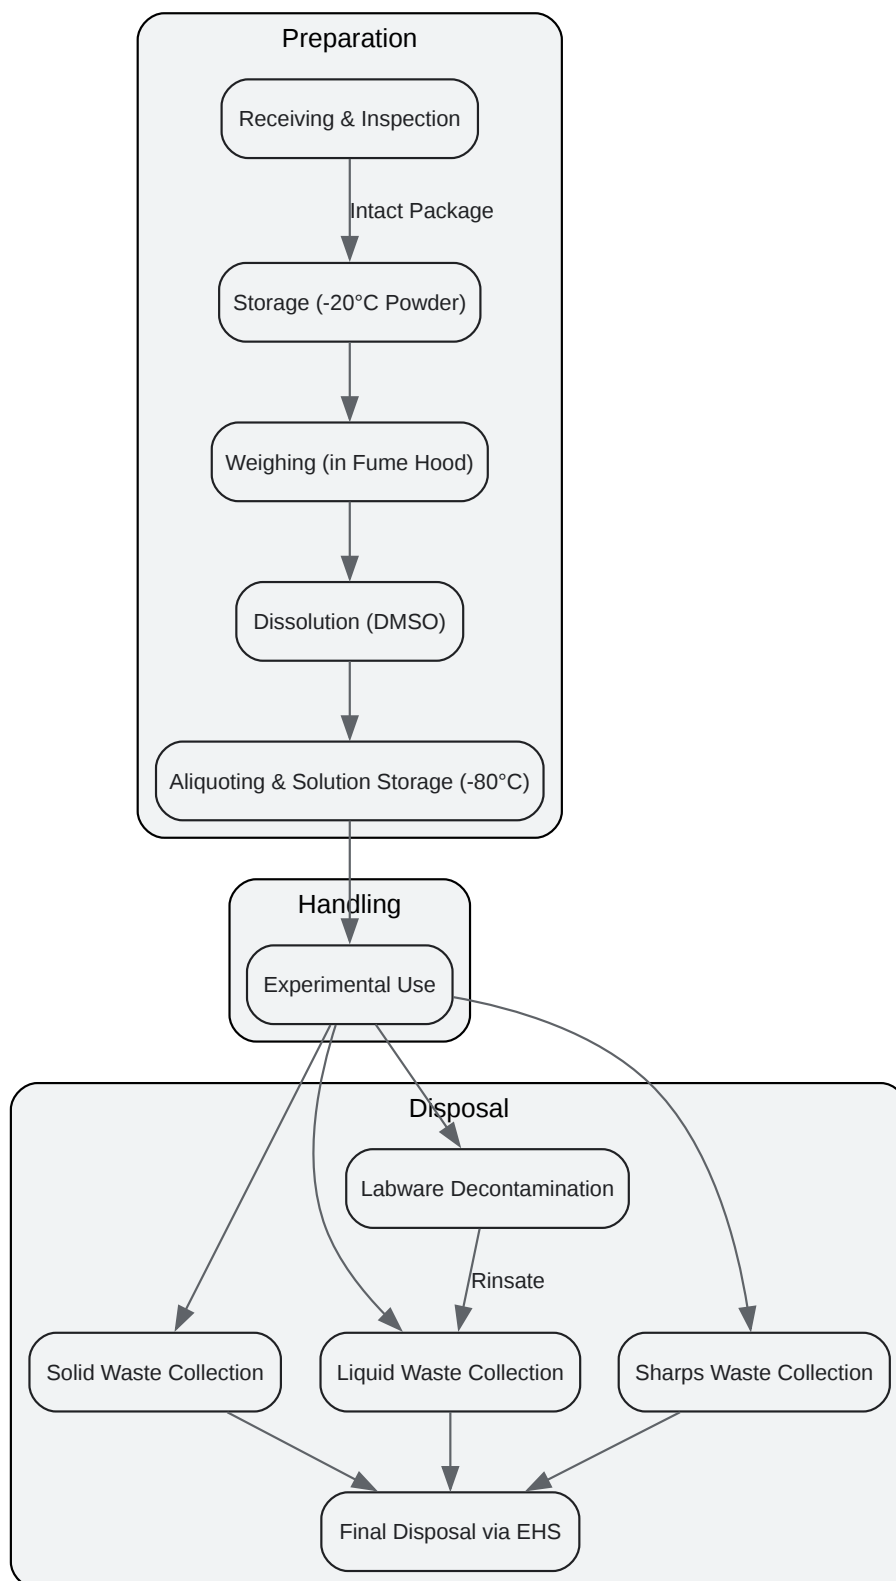 Preparation
Receiving & Inspection
Intact Package
Storage (-20°C Powder)
Weighing (in Fume Hood)
Dissolution (DMSO)
Aliquoting & Solution Storage (-80°C)
Handling
Experimental Use
Disposal
Labware Decontamination
Rinsate
Solid Waste Collection
Liquid Waste Collection
Sharps Waste Collection
Final Disposal via EHS